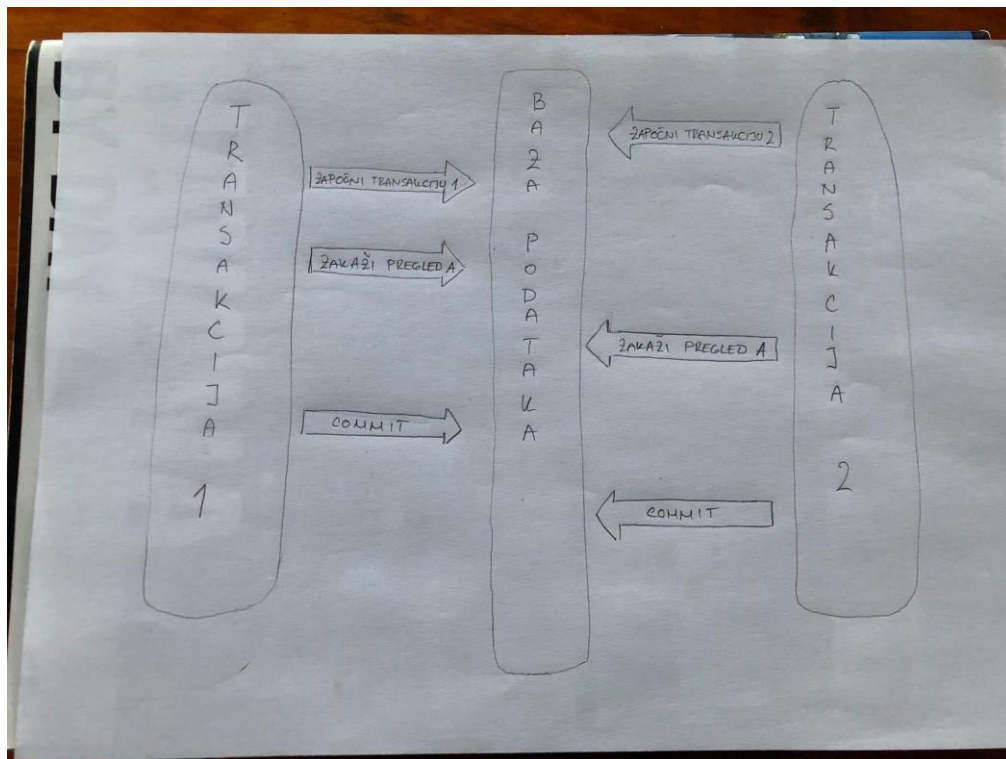 TRANSAKCIJA 1
ZAPOČNI TRANSAKCIJU 1
ZAKAŽI PREGLED A
COMMIT
BAZA PODATAKA
ZAPOČNI TRANSAKCIJU 2
ZAKAŽI PREGLED A
COMMIT
TRANSAKCIJA 2